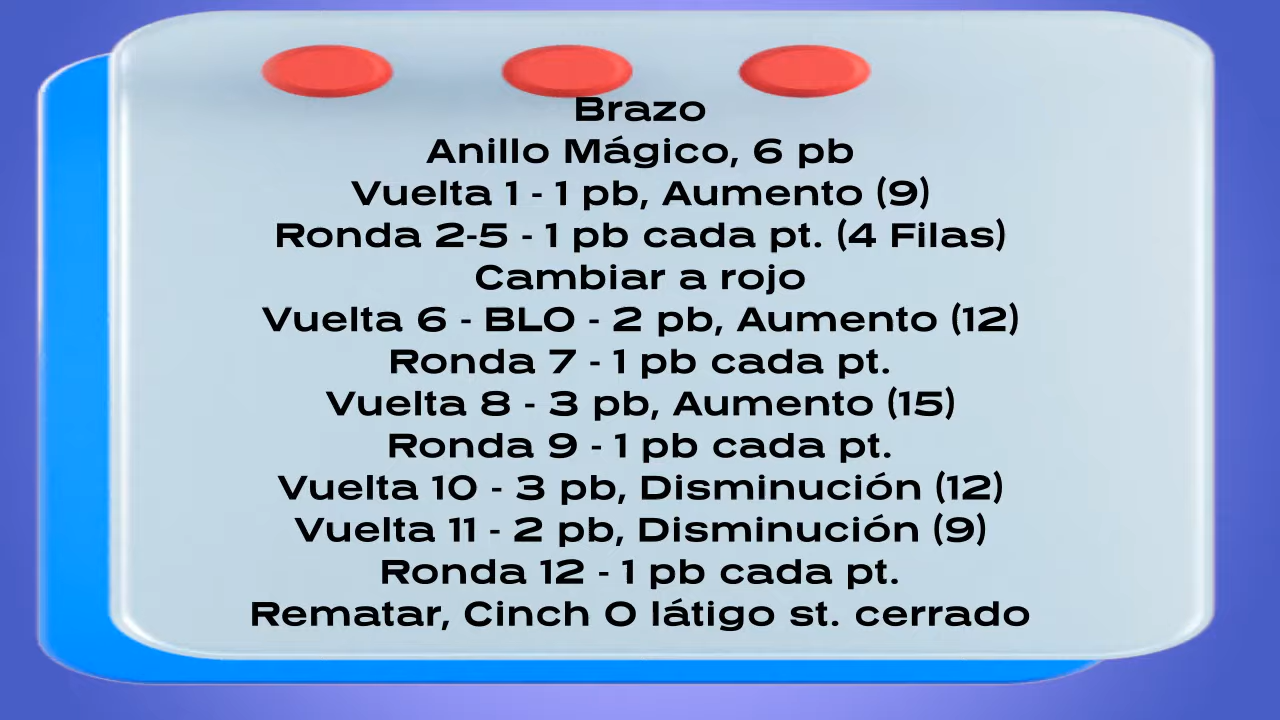 Brazo
Anillo Mágico, 6 pb
Vuelta 1 - 1 pb, Aumento (9)
Ronda 2-5 - 1 pb cada pt. (4 Filas)
Cambiar a rojo
Vuelta 6 - BLO - 2 pb, Aumento (12)
Ronda 7 - 1 pb cada pt.
Vuelta 8 - 3 pb, Aumento (15)
Ronda 9 - 1 pb cada pt.
Vuelta 10 - 3 pb, Disminución (12)
Vuelta 11 - 2 pb, Disminución (9)
Ronda 12 - 1 pb cada pt.
Rematar, Cinch O látigo st. cerrado